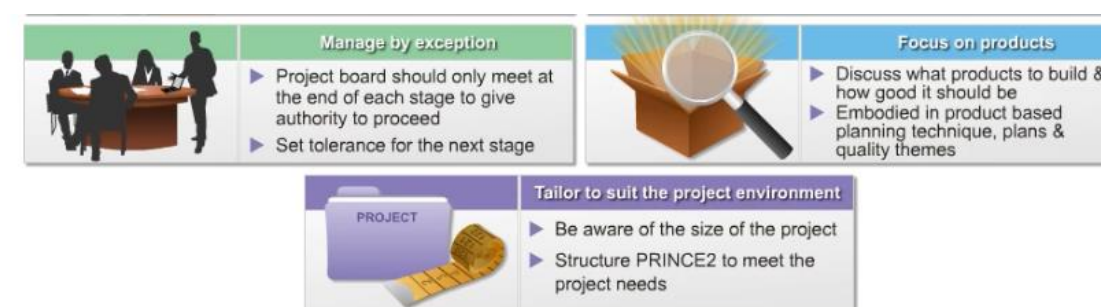 Manage by exception
Project board should only meet at
the end of each stage to give
authority to proceed
Set tolerance for the next stage
Focus on products
Discuss what products to build &
how good it should be
Embodied in product based
planning technique, plans &
quality themes
PROJECT
Tailor to suit the project environment
Be aware of the size of the project
Structure PRINCE2 to meet the
project needs